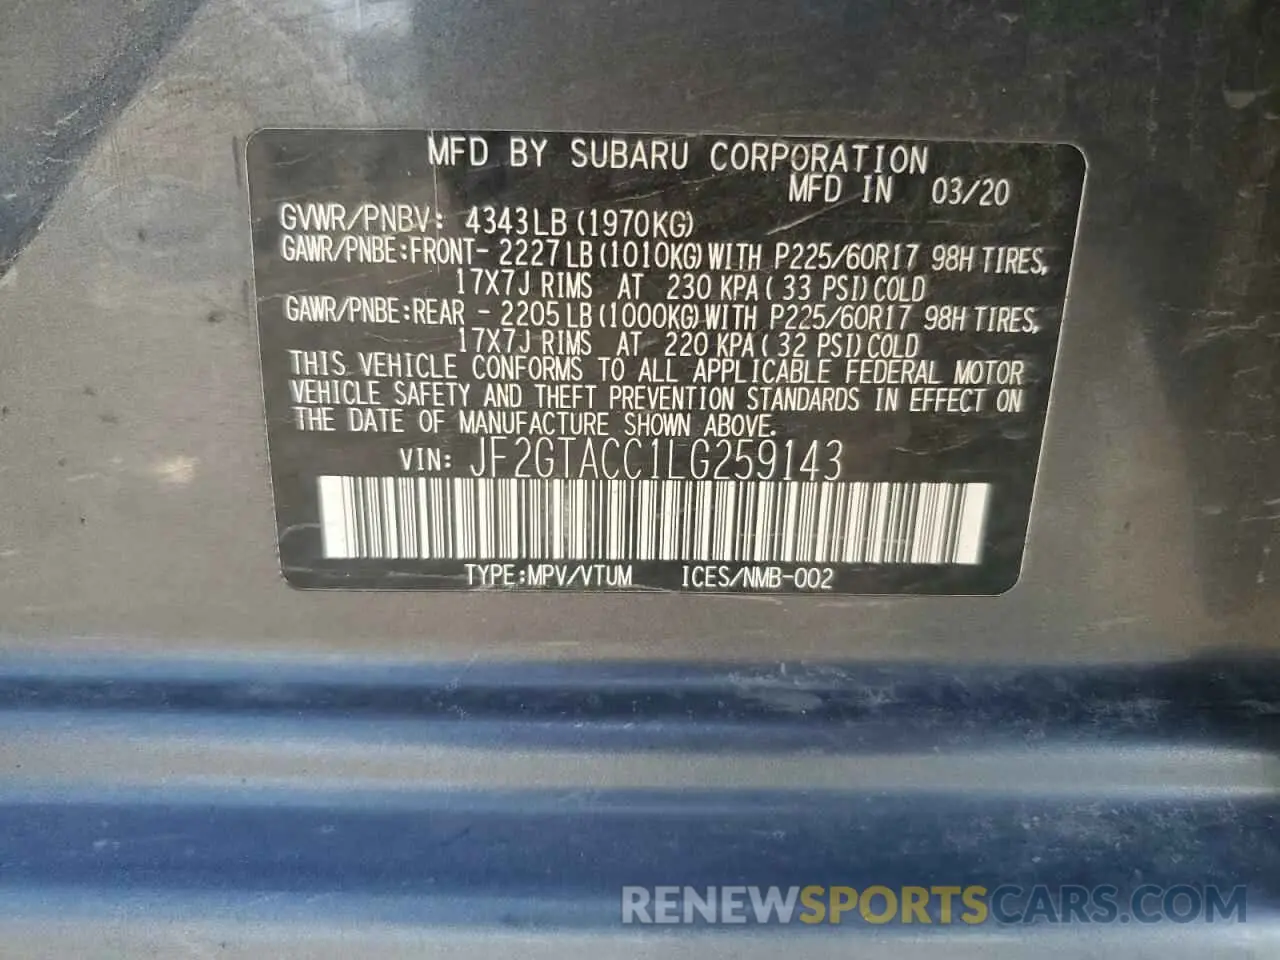 MFD BY SUBARU CORPORATION
MFD IN 03/20
GVWR/PNBV: 4343LB (1970KG)
GAWR/PNBE:FRONT- 2227LB (1010KG) WITH P225/60R17 98H TIRES,
17X7J RIMS AT 230 KPA ( 33 PSI) COLD
GAWR/PNBE:REAR - 2205LB (1000KG) WITH P225/60R17 98H TIRES,
17X7J RIMS AT 220 KPA ( 32 PSI) COLD
THIS VEHICLE CONFORMS TO ALL APPLICABLE FEDERAL MOTOR
VEHICLE SAFETY AND THEFT PREVENTION STANDARDS IN EFFECT ON
THE DATE OF MANUFACTURE SHOWN ABOVE.
VIN: JF2GTACC1LG259143
TYPE:MPV/VTUM ICES/NMB-002
RENEWSPORTSCARS.COM